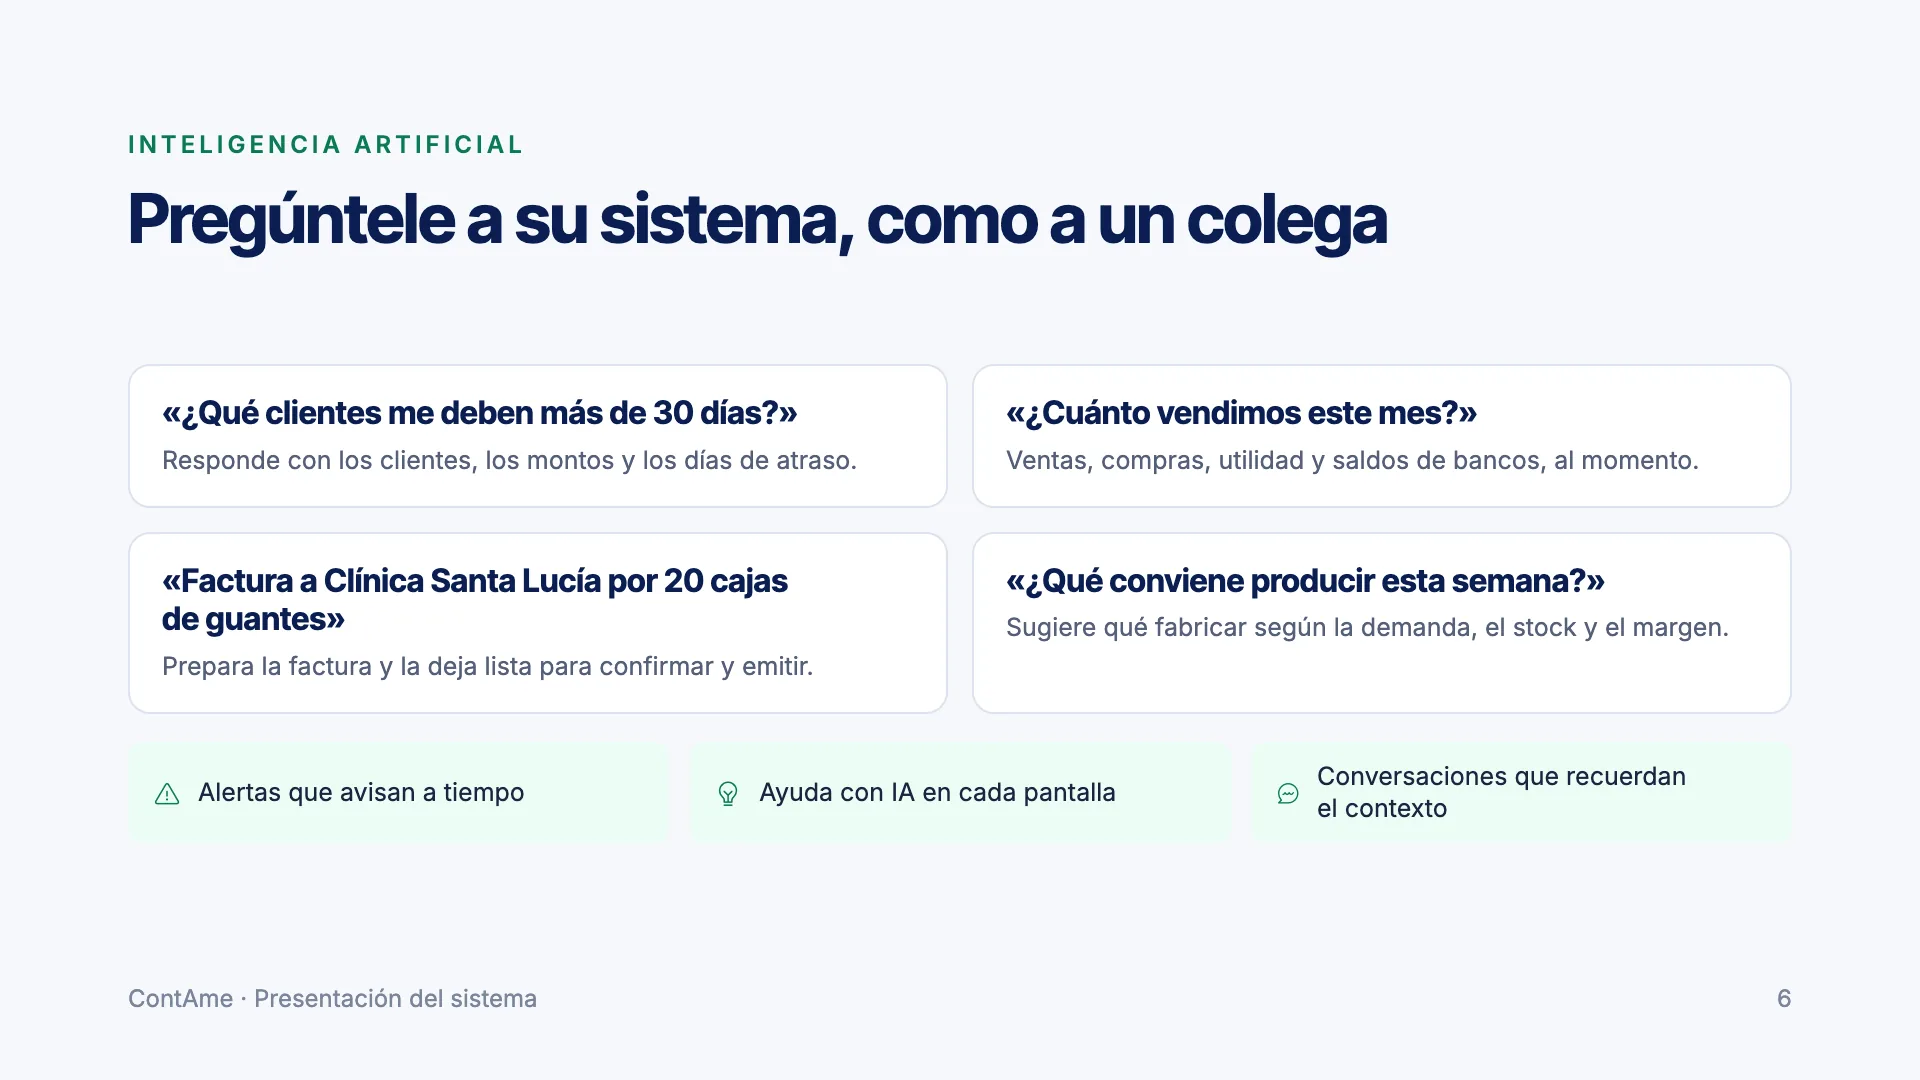 INTELIGENCIA ARTIFICIAL
Pregúntele a su sistema, como a un colega
«¿Qué clientes me deben más de 30 días?»
Responde con los clientes, los montos y los días de atraso.
«¿Cuánto vendimos este mes?»
Ventas, compras, utilidad y saldos de bancos, al momento.
«Factura a Clínica Santa Lucía por 20 cajas
de guantes»
Prepara la factura y la deja lista para confirmar y emitir.
«¿Qué conviene producir esta semana?»
Sugiere qué fabricar según la demanda, el stock y el margen.
Alertas que avisan a tiempo
Ayuda con IA en cada pantalla
Conversaciones que recuerdan
el contexto
ContAme · Presentación del sistema
6